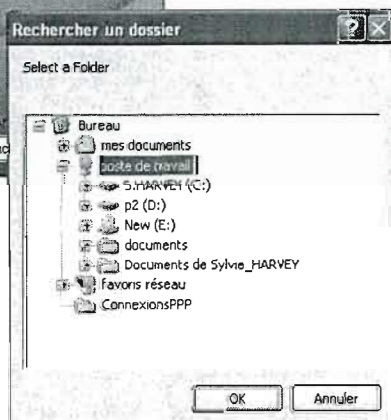 Rechercher un dossier
Select a Folder
Bureau
mes documents
poste de travail
S.HARVEY (C:)
p2 (D:)
New (E:)
documents
Documents de Sylvie_HARVEY
favoris réseau
ConnexionsPPP
OK
Annuler